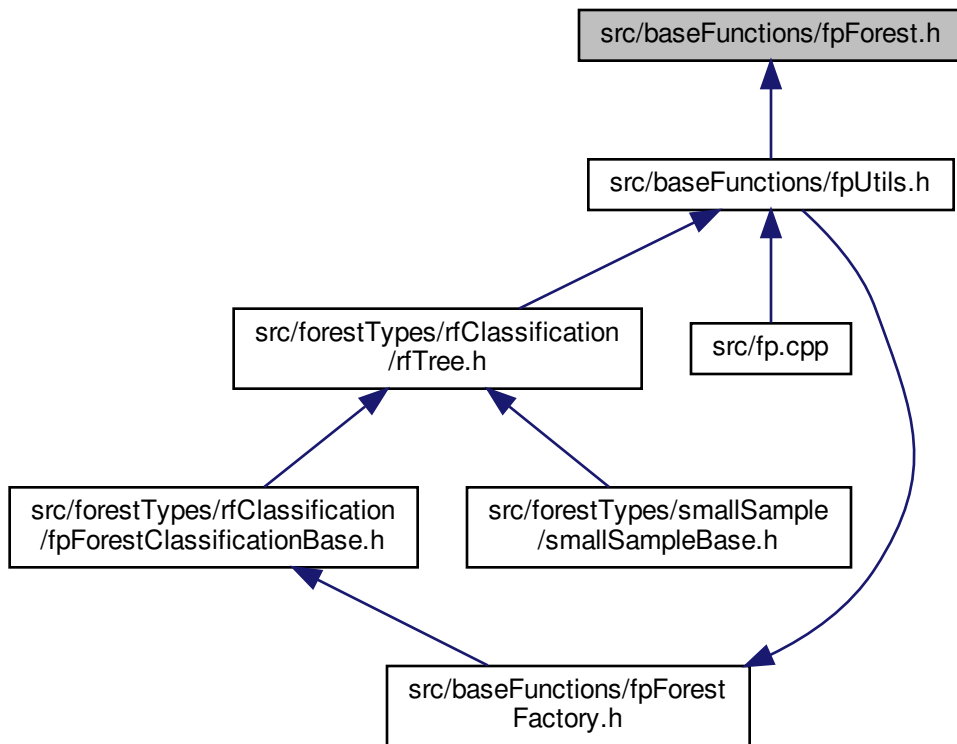 src/baseFunctions/fpForest.h
src/baseFunctions/fpUtils.h
src/forestTypes/rfClassification
/rfTree.h
src/fp.cpp
src/forestTypes/rfClassification
/fpForestClassificationBase.h
src/forestTypes/smallSample
/smallSampleBase.h
src/baseFunctions/fpForest
Factory.h